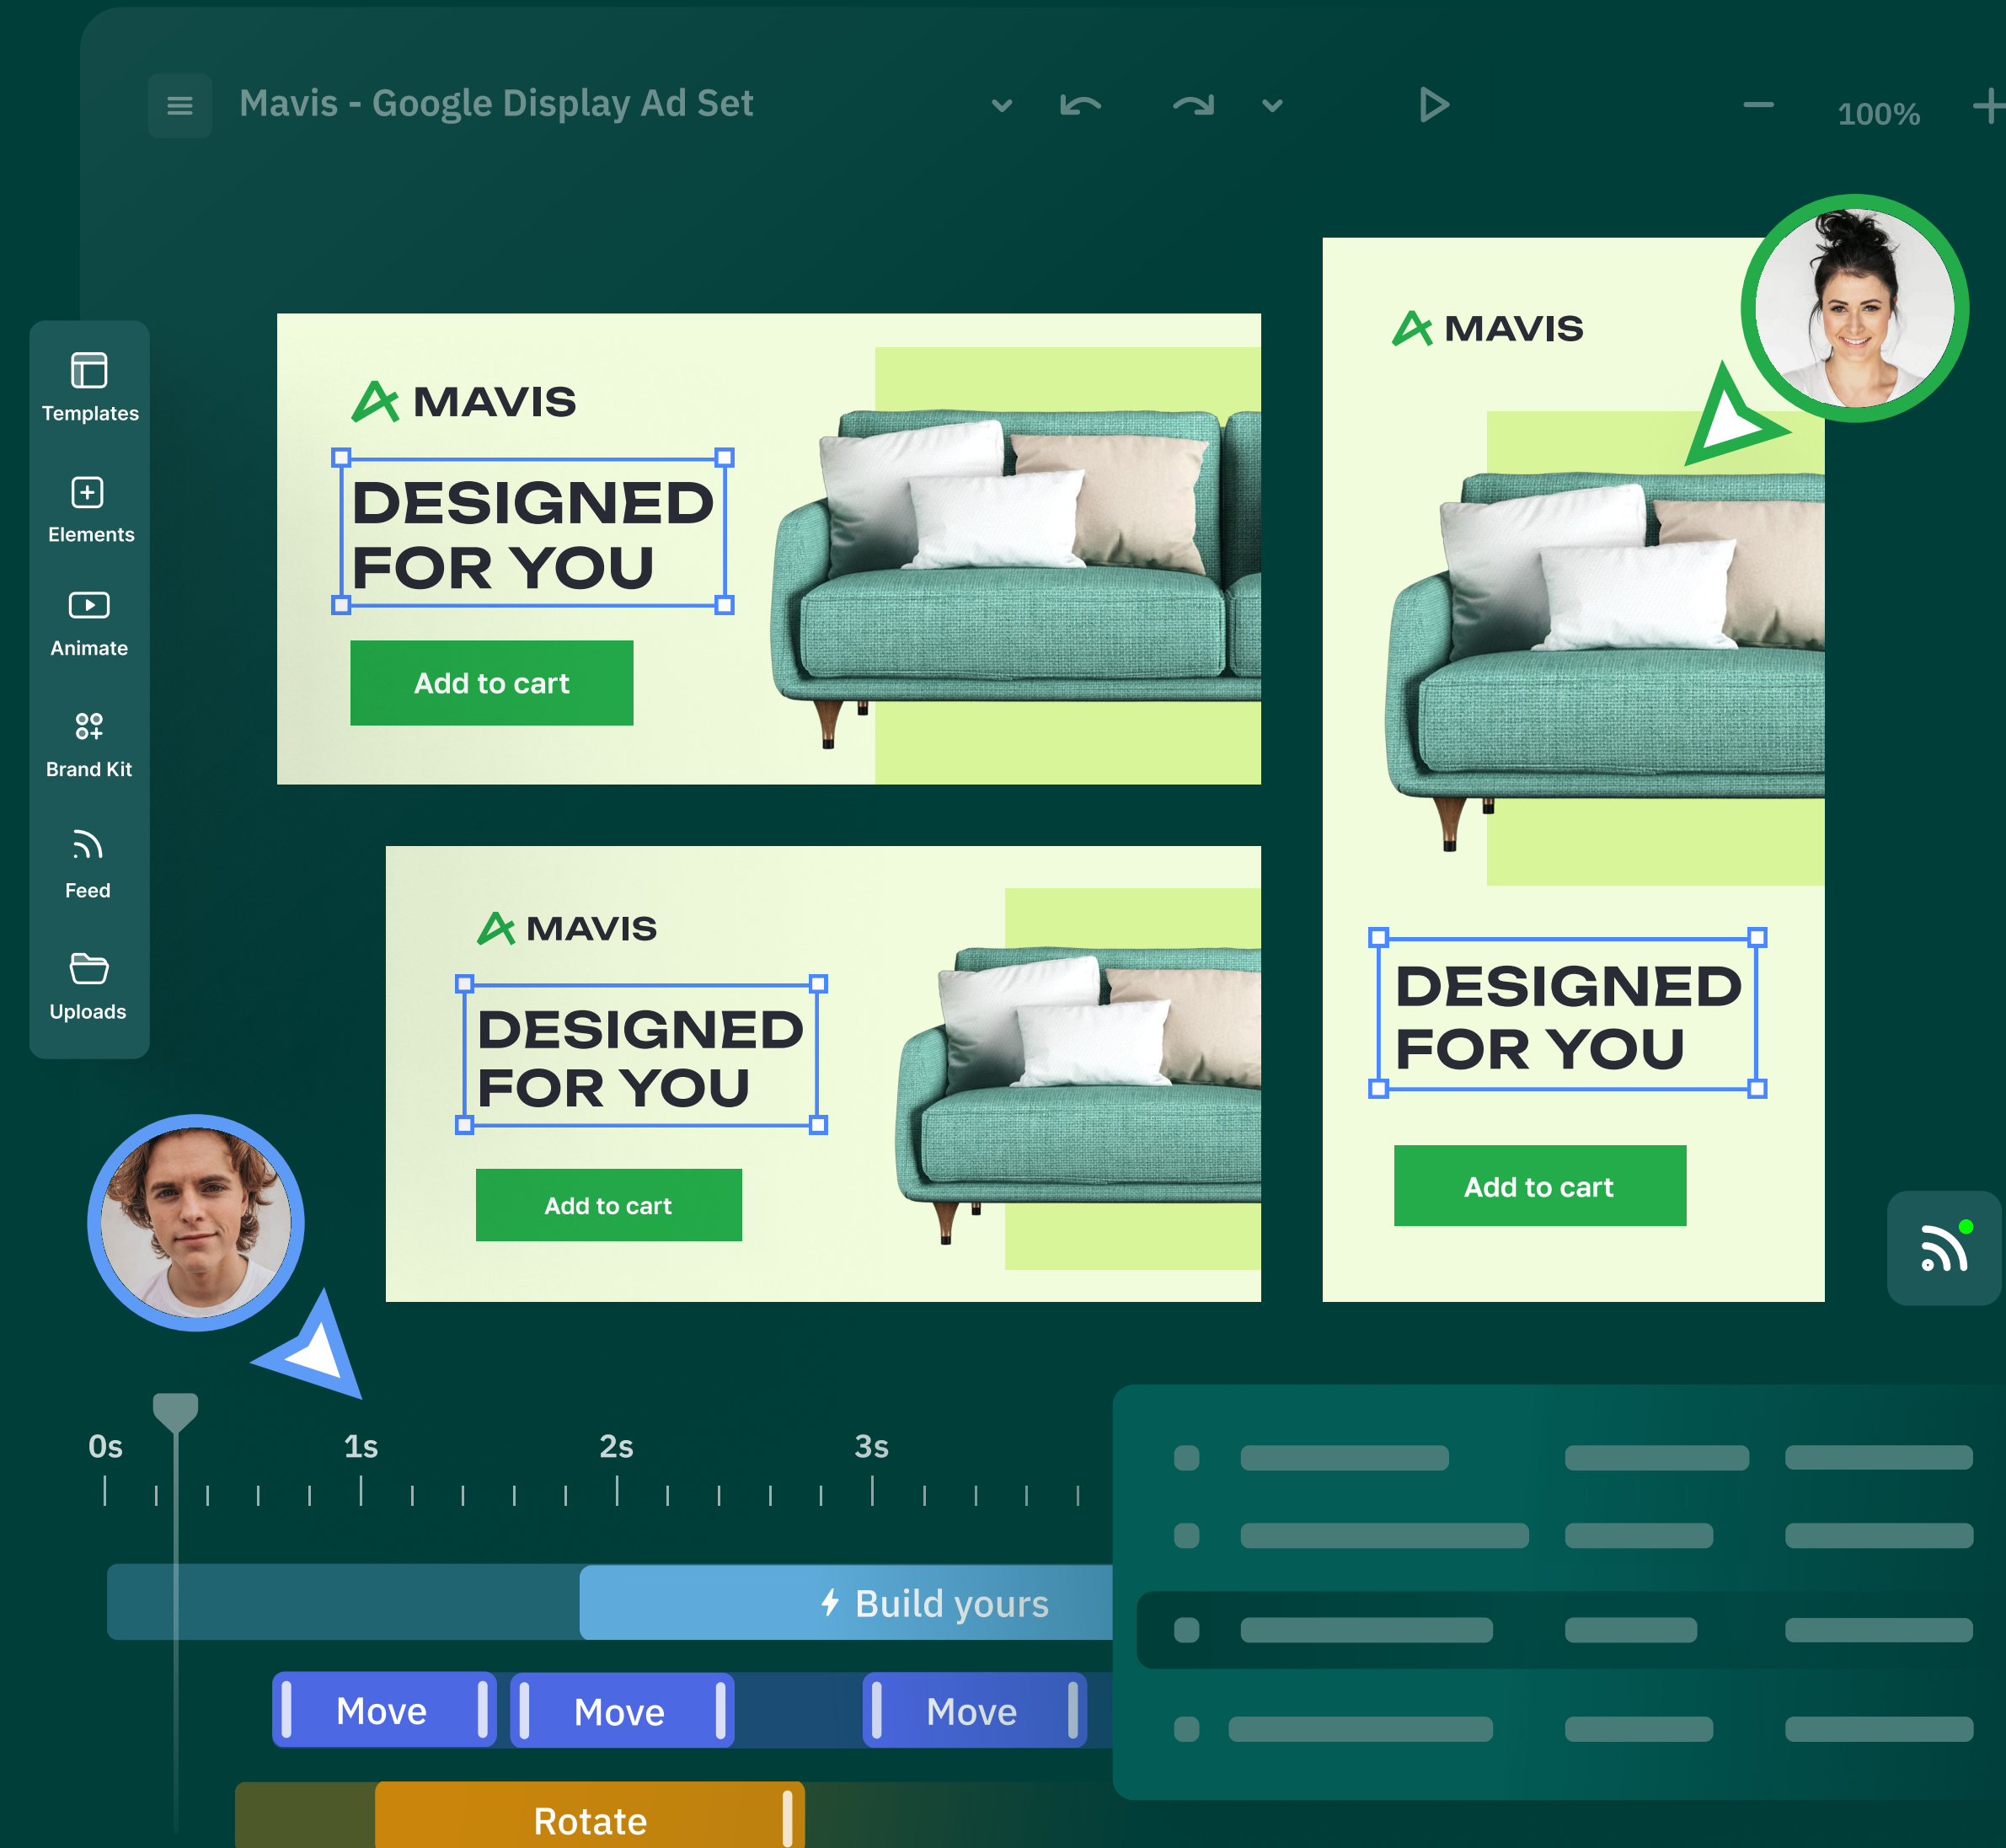 Mavis - Google Display Ad Set
100%
Templates
Elements
Animate
Brand Kit
Feed
Uploads
MAVIS
DESIGNED
FOR YOU
Add to cart
MAVIS
DESIGNED
FOR YOU
Add to cart
MAVIS
DESIGNED
FOR YOU
Add to cart
0s 1s 2s 3s
Build yours
Move Move Move
Rotate